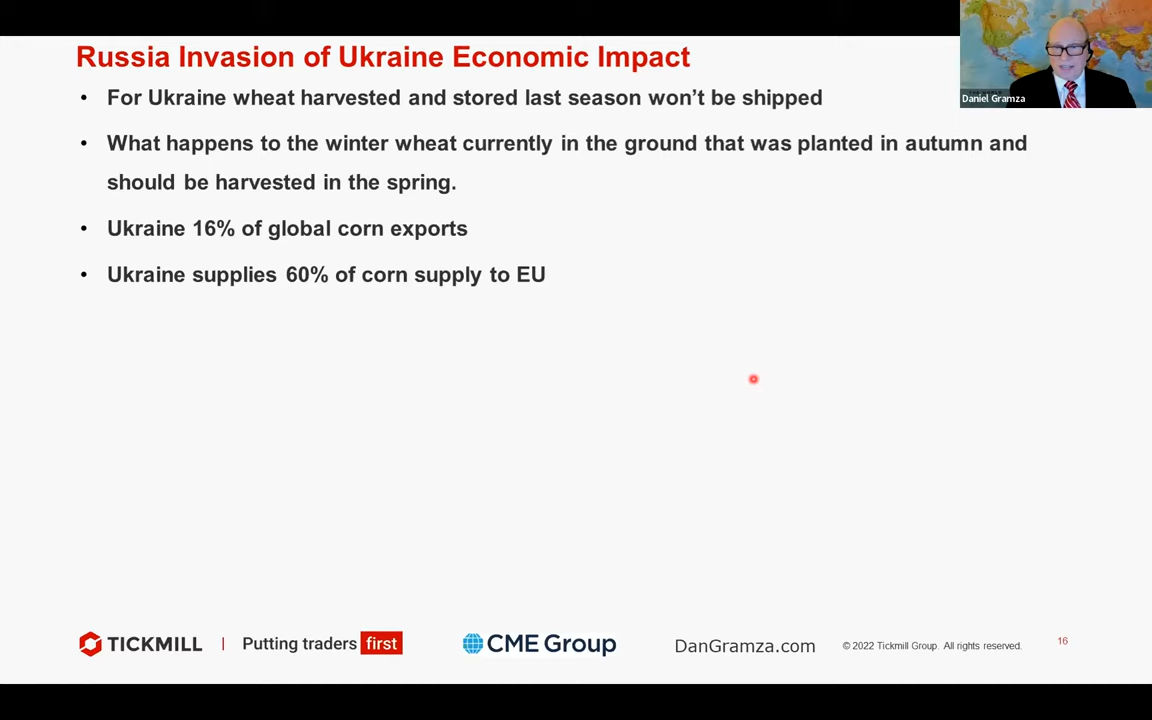 Russia Invasion of Ukraine Economic Impact
Daniel Gramza
• For Ukraine wheat harvested and stored last season won't be shipped
• What happens to the winter wheat currently in the ground that was planted in autumn and
should be harvested in the spring.
• Ukraine 16% of global corn exports
• Ukraine supplies 60% of corn supply to EU
TICKMILL | Putting traders first CME Group DanGramza.com © 2022 Tickmill Group. All rights reserved. 16